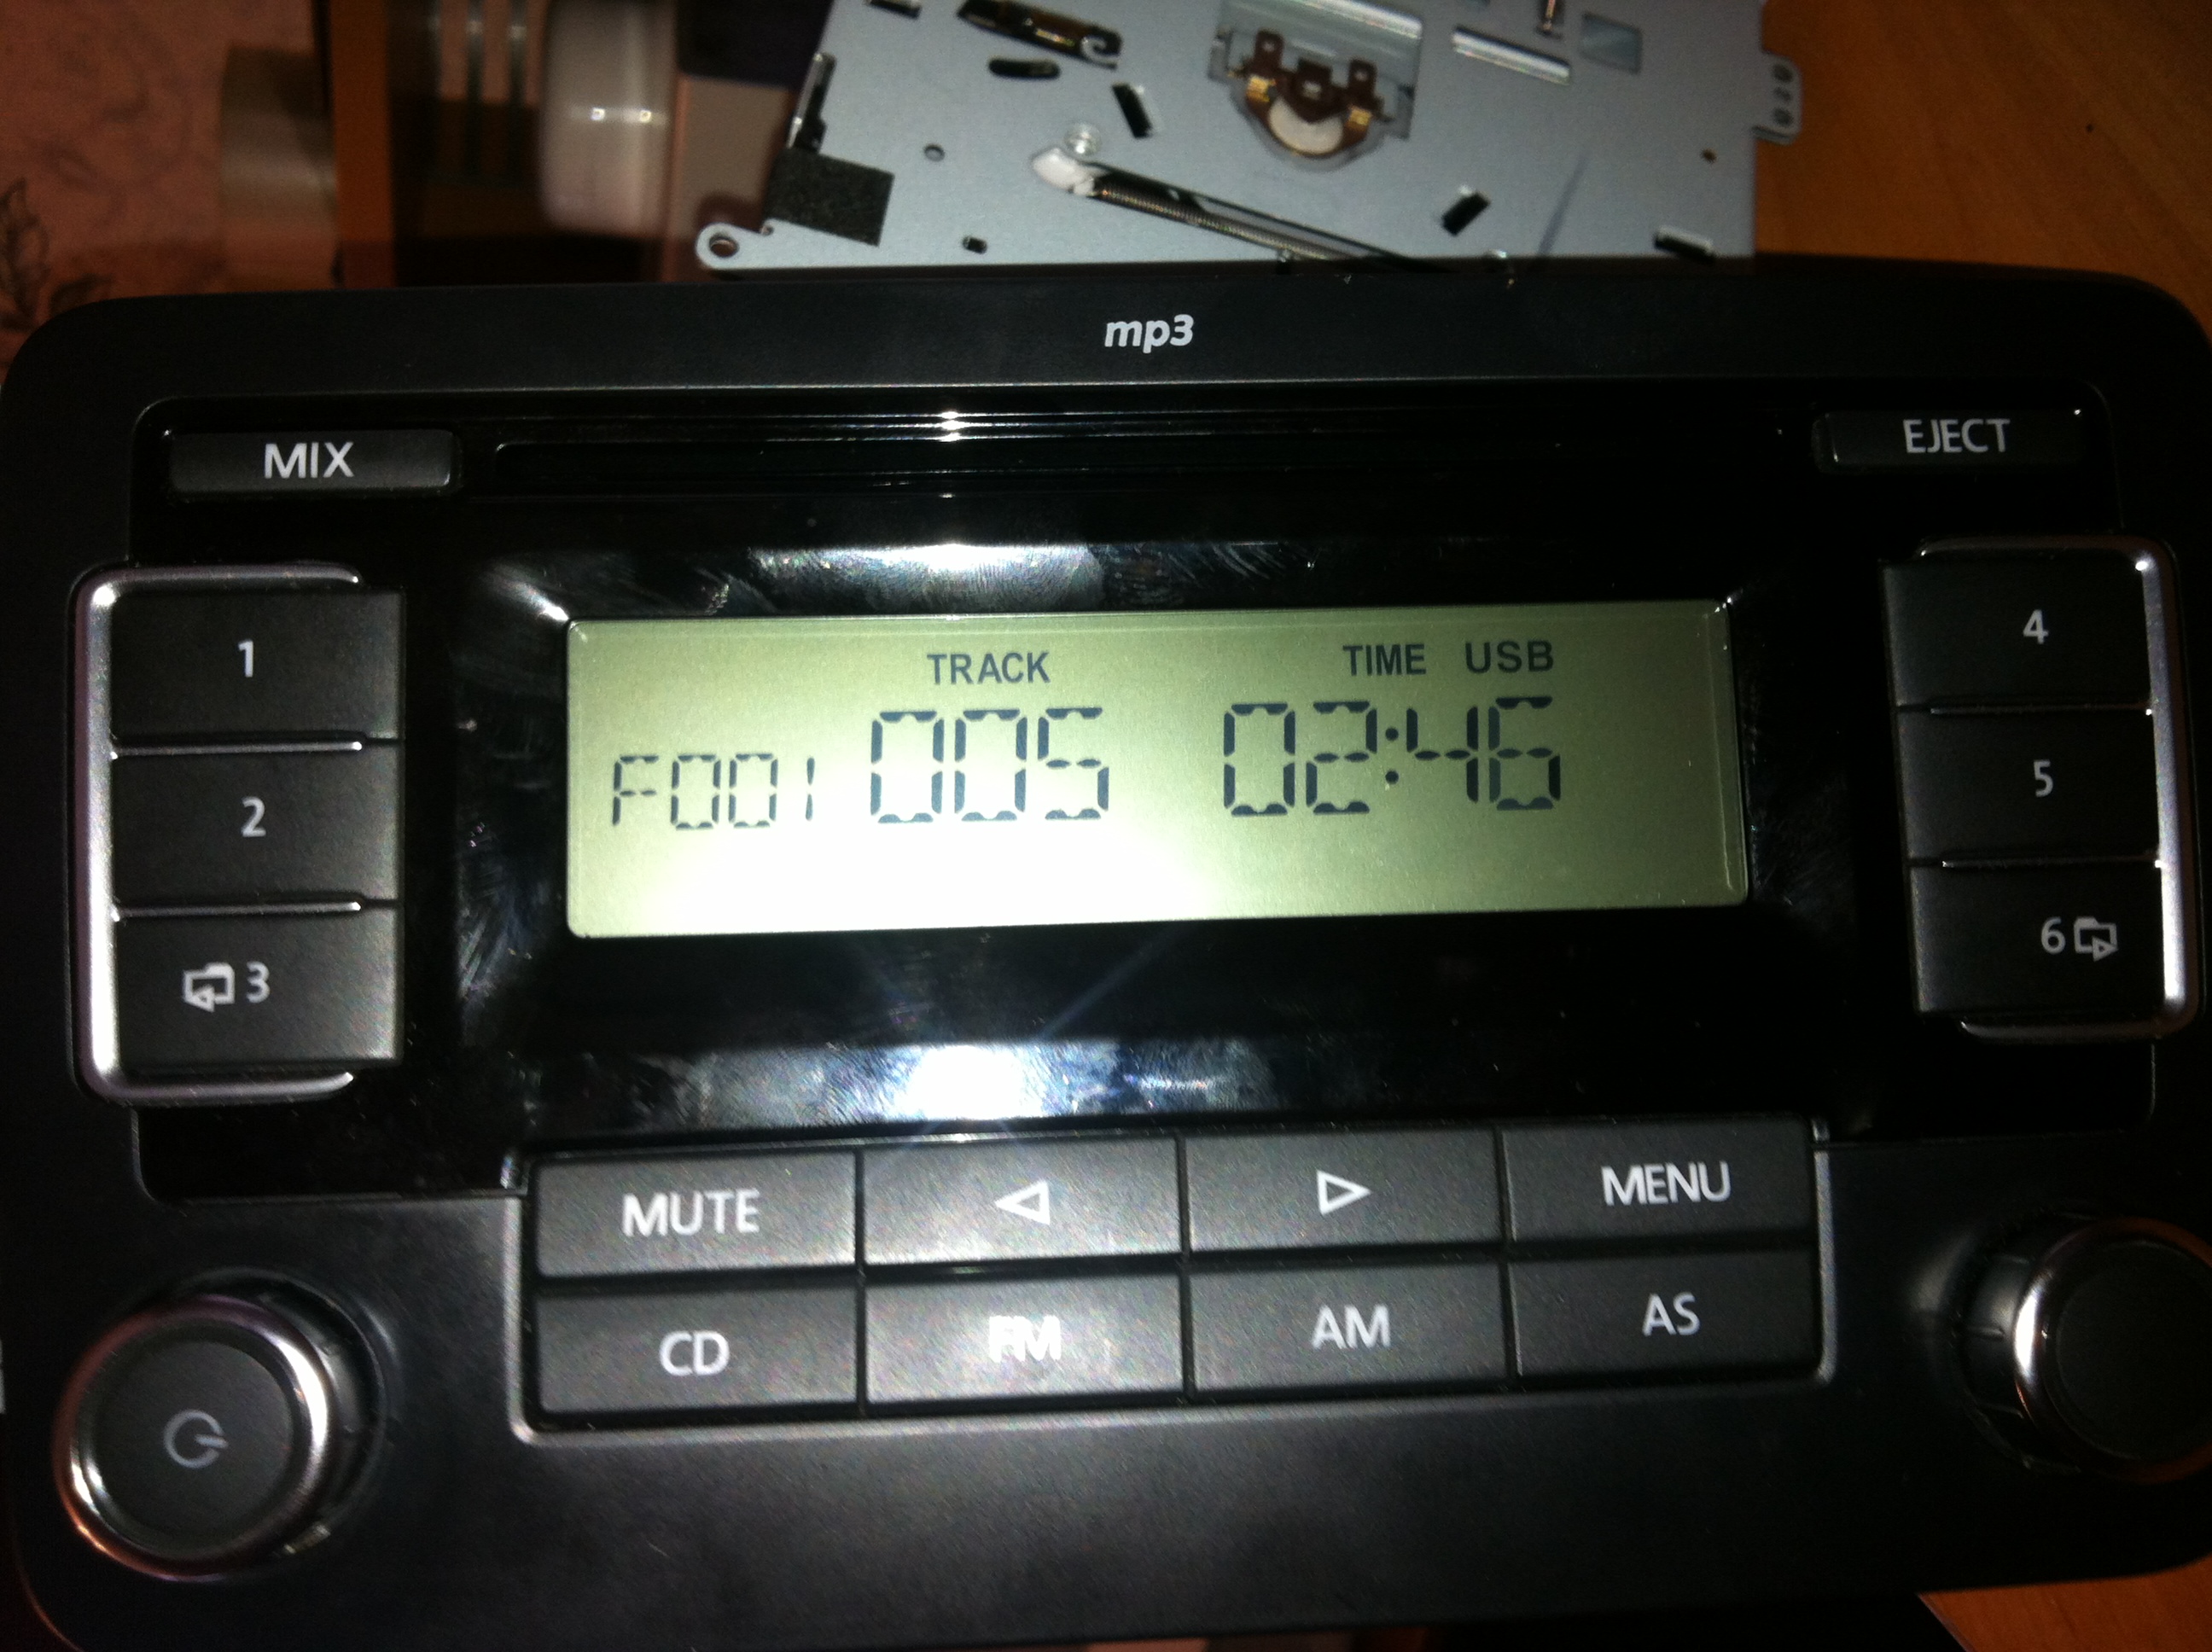 mp3
MIX
EJECT
1
4
TRACK TIME USB
F001 005 02:46
2
5
3
6
MUTE
MENU
CD
FM
AM
AS